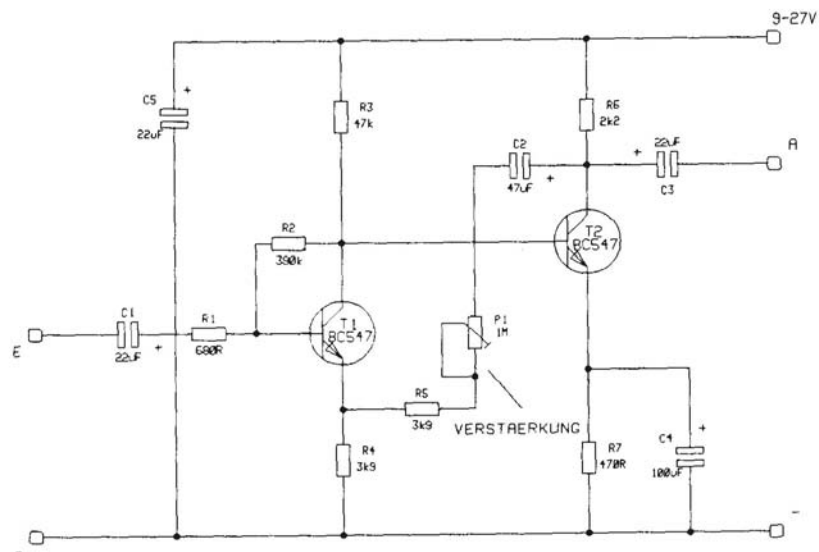 9-27V
C5
22uF
+
R3
47k
R6
2k2
C2
47uF
+
22uF
+
C3
A
R2
390k
T2
BC547
C1
22uF
+
R1
680R
T1
BC547
P1
1M
E
R5
3k9
VERSTAERKUNG
R4
3k9
R7
470R
C4
100uF
+
-